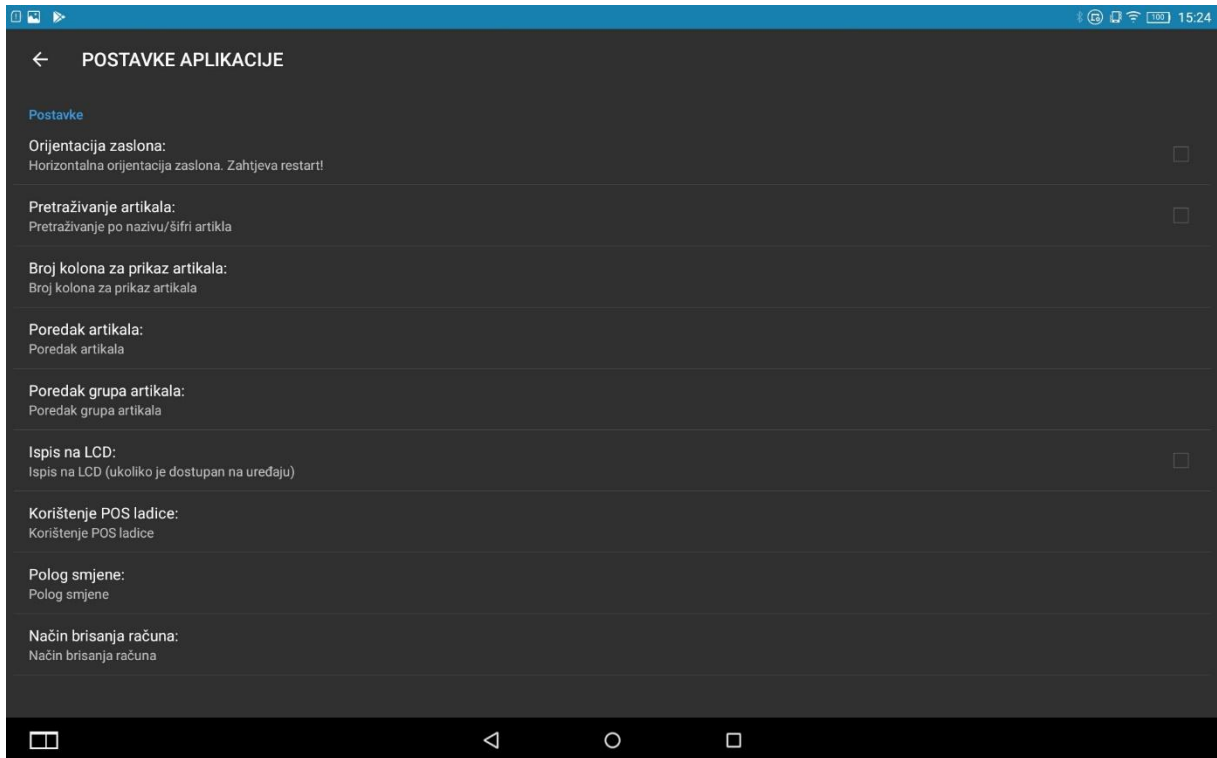 100 15:24
POSTAVKE APLIKACIJE
Postavke
Orijentacija zaslona:
Horizontalna orijentacija zaslona. Zahtjeva restart!
Pretraživanje artikala:
Pretraživanje po nazivu/šifri artikla
Broj kolona za prikaz artikala:
Broj kolona za prikaz artikala
Poredak artikala:
Poredak artikala
Poredak grupa artikala:
Poredak grupa artikala
Ispis na LCD:
Ispis na LCD (ukoliko je dostupan na uređaju)
Korištenje POS ladice:
Korištenje POS ladice
Polog smjene:
Polog smjene
Način brisanja računa:
Način brisanja računa